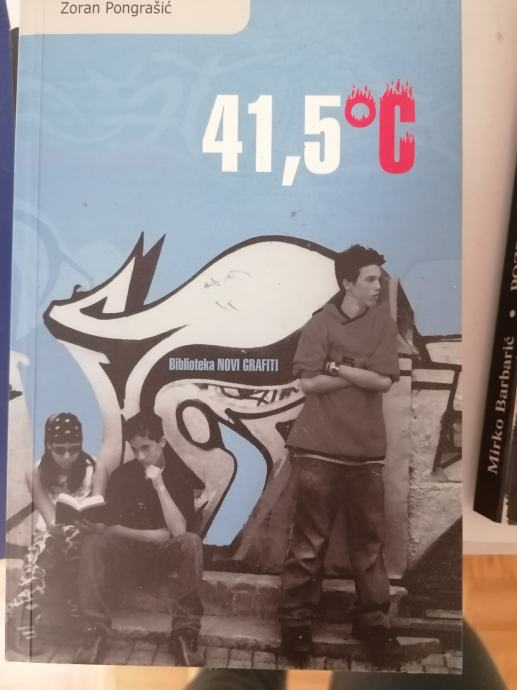 Zoran Pongrašić
41,5°C
Biblioteka NOVI GRAFITI
Mirko Barbarić •